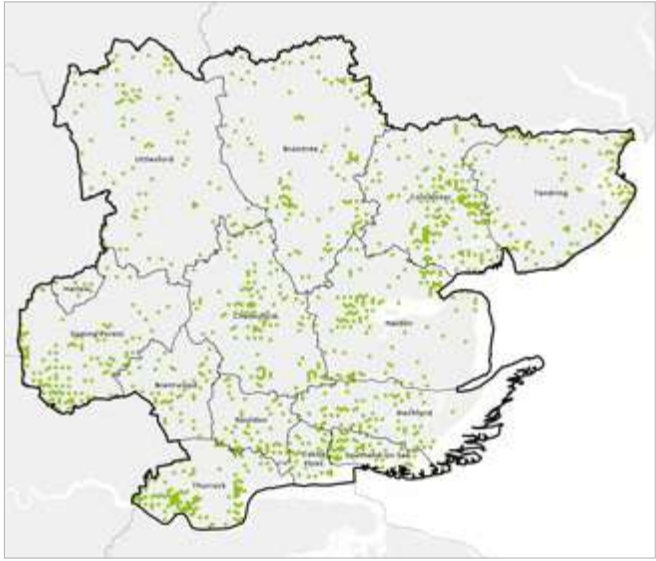 Uttlesford
Braintree
Colchester
Tendring
Harlow
Epping Forest
Chelmsford
Maldon
Brentwood
Basildon
Rochford
Castle
Point
Southend-on-Sea
Thurrock